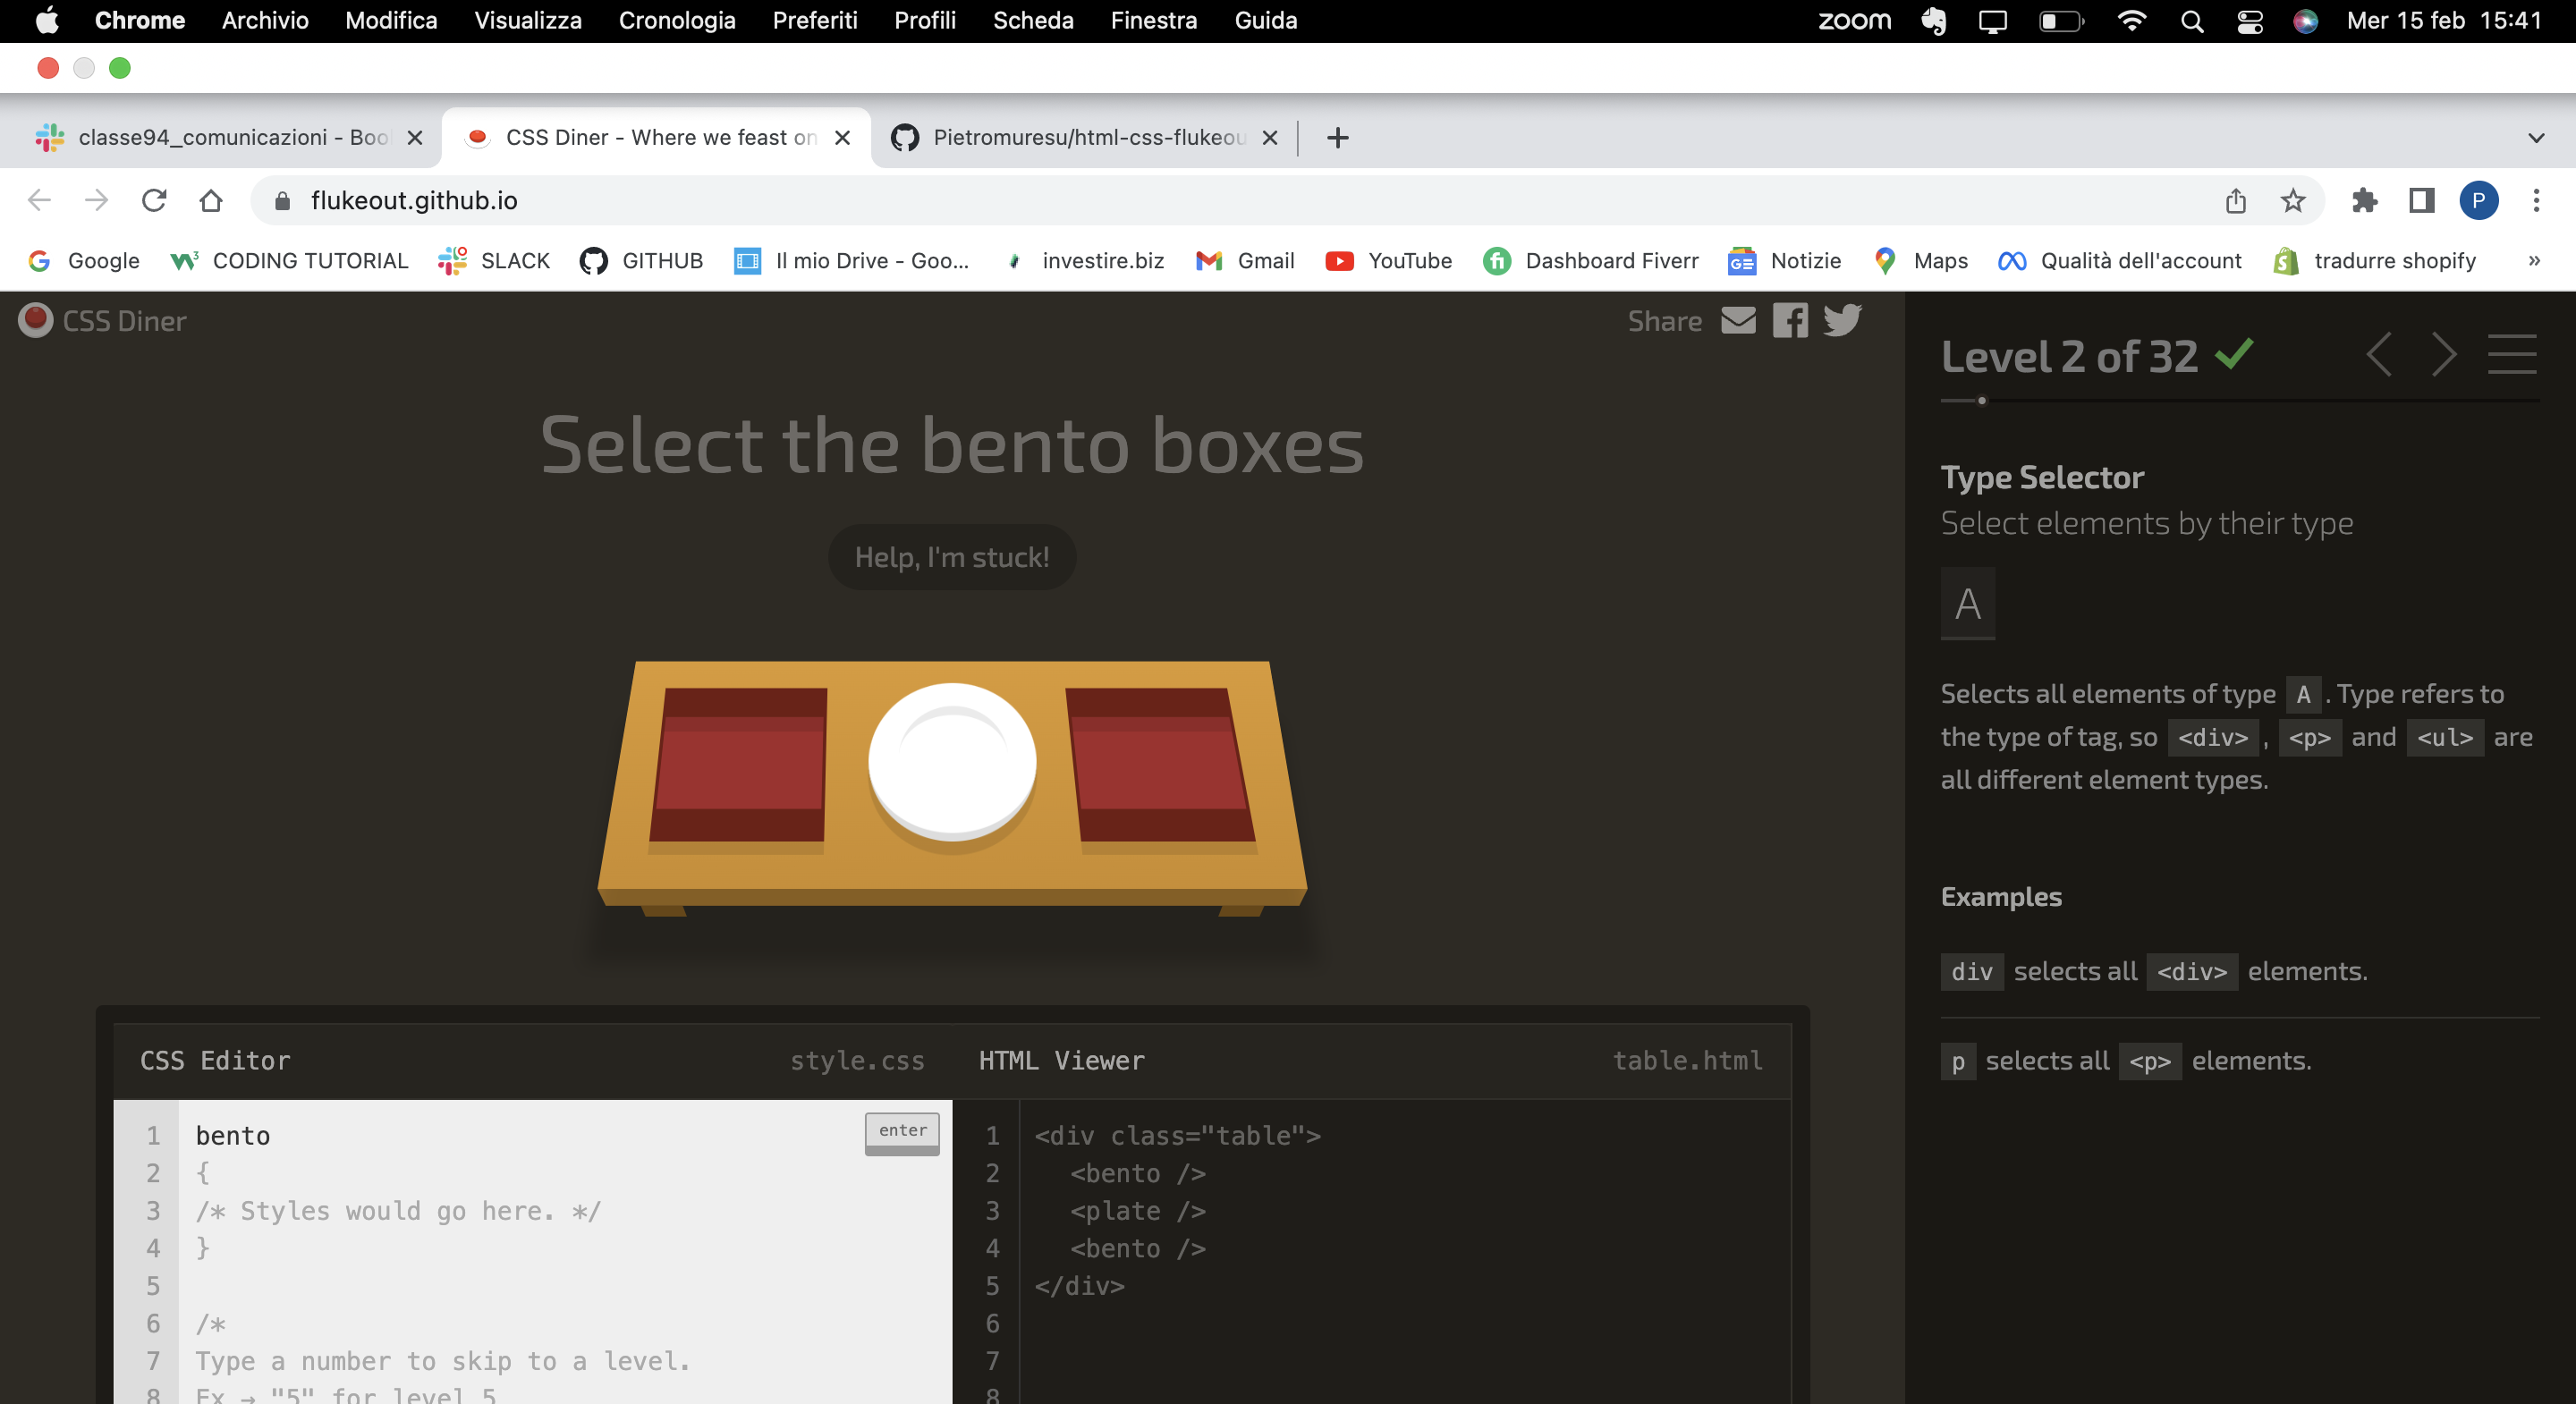 Chrome Archivio Modifica Visualizza Cronologia Preferiti Profili Scheda Finestra Guida zoom Mer 15 feb 15:41
classe94_comunicazioni - Boo CSS Diner - Where we feast on Pietromuresu/html-css-flukeou
flukeout.github.io P
Google CODING TUTORIAL SLACK GITHUB Il mio Drive - Goo... investire.biz Gmail YouTube Dashboard Fiverr Notizie Maps Qualità dell'account tradurre shopify »
CSS Diner Share
Level 2 of 32
Select the bento boxes
Help, I'm stuck!
Type Selector
Select elements by their type
A
Selects all elements of type A . Type refers to
the type of tag, so <div> , <p> and <ul> are
all different element types.
Examples
div selects all <div> elements.
p selects all <p> elements.
CSS Editor style.css
1 bento enter
2 {
3 /* Styles would go here. */
4 }
5
6 /*
7 Type a number to skip to a level.
8 Ex → "5" for level 5
HTML Viewer table.html
1 <div class="table">
2 <bento />
3 <plate />
4 <bento />
5 </div>
6
7
8